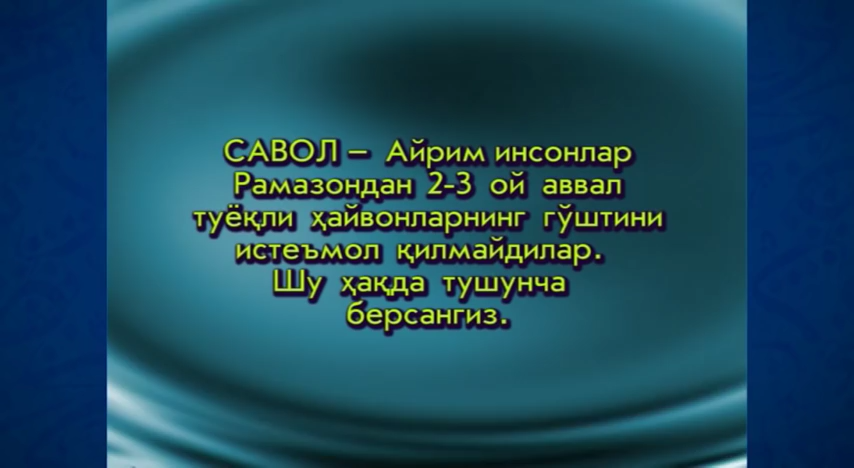 САВОЛ – Айрим инсонлар
Рамазондан 2-3 ой аввал
туёқли ҳайвонларнинг гўштини
истеъмол қилмайдилар.
Шу ҳақда тушунча
берсангиз.